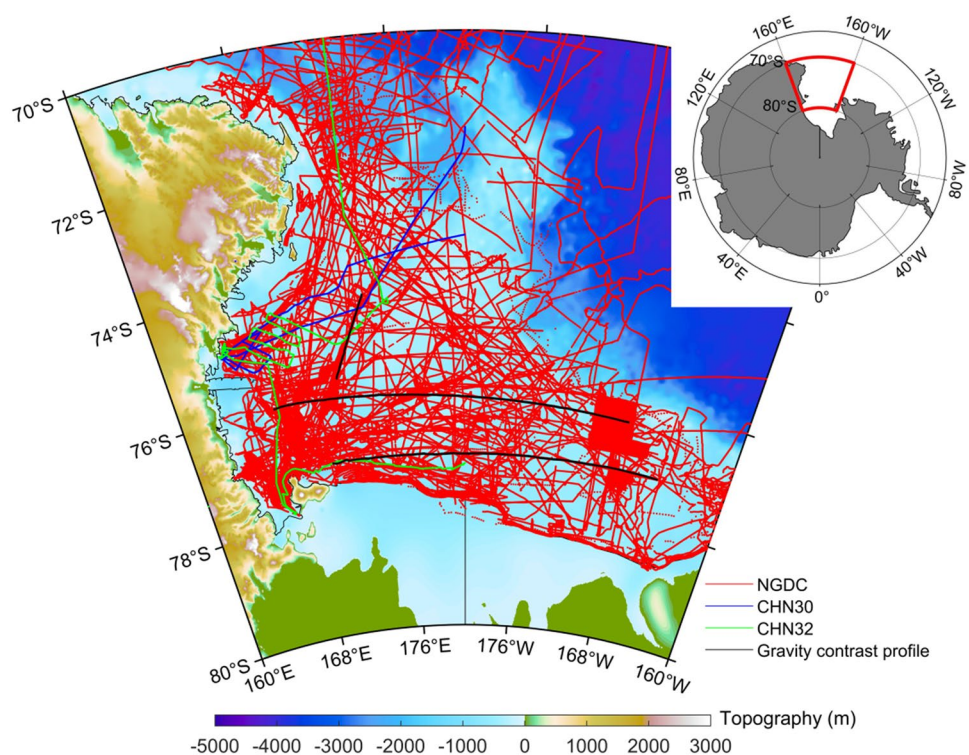 160°E
160°W
70°S
120°E
120°W
80°S
80°E
80°W
40°E
40°W
0°
70°S
72°S
74°S
76°S
78°S
80°S
160°E
168°E
176°E
176°W
168°W
160°W
NGDC
CHN30
CHN32
Gravity contrast profile
Topography (m)
-5000 -4000 -3000 -2000 -1000 0 1000 2000 3000